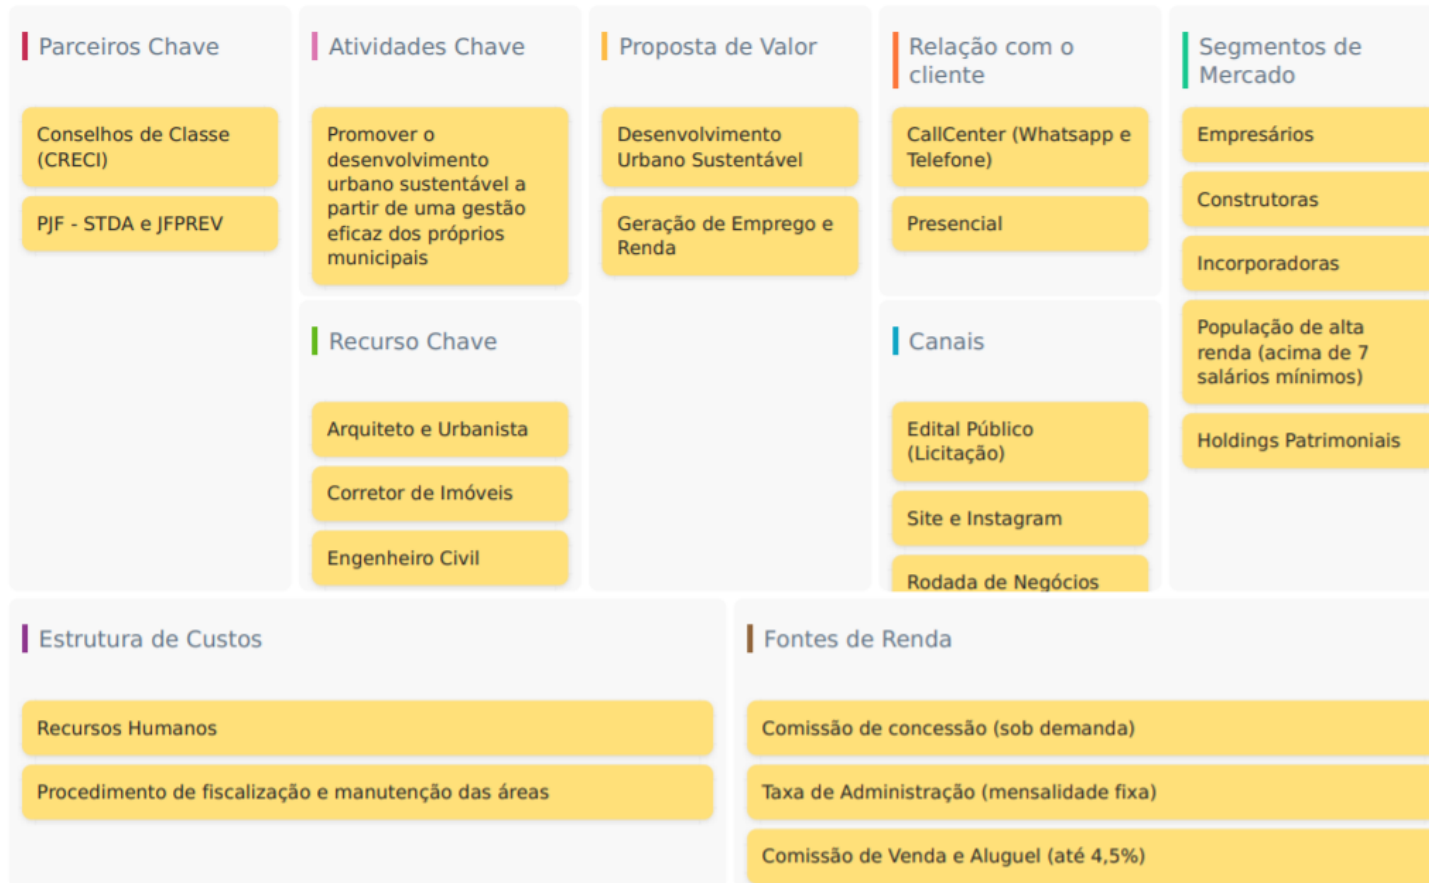 Parceiros Chave
Conselhos de Classe
(CRECI)
PJF - STDA e JFPREV
Atividades Chave
Promover o
desenvolvimento
urbano sustentável a
partir de uma gestão
eficaz dos próprios
municipais
Recurso Chave
Arquiteto e Urbanista
Corretor de Imóveis
Engenheiro Civil
Proposta de Valor
Desenvolvimento
Urbano Sustentável
Geração de Emprego e
Renda
Relação com o
cliente
CallCenter (Whatsapp e
Telefone)
Presencial
Canais
Edital Público
(Licitação)
Site e Instagram
Rodada de Negócios
Segmentos de
Mercado
Empresários
Construtoras
Incorporadoras
População de alta
renda (acima de 7
salários mínimos)
Holdings Patrimoniais
Estrutura de Custos
Recursos Humanos
Procedimento de fiscalização e manutenção das áreas
Fontes de Renda
Comissão de concessão (sob demanda)
Taxa de Administração (mensalidade fixa)
Comissão de Venda e Aluguel (até 4,5%)